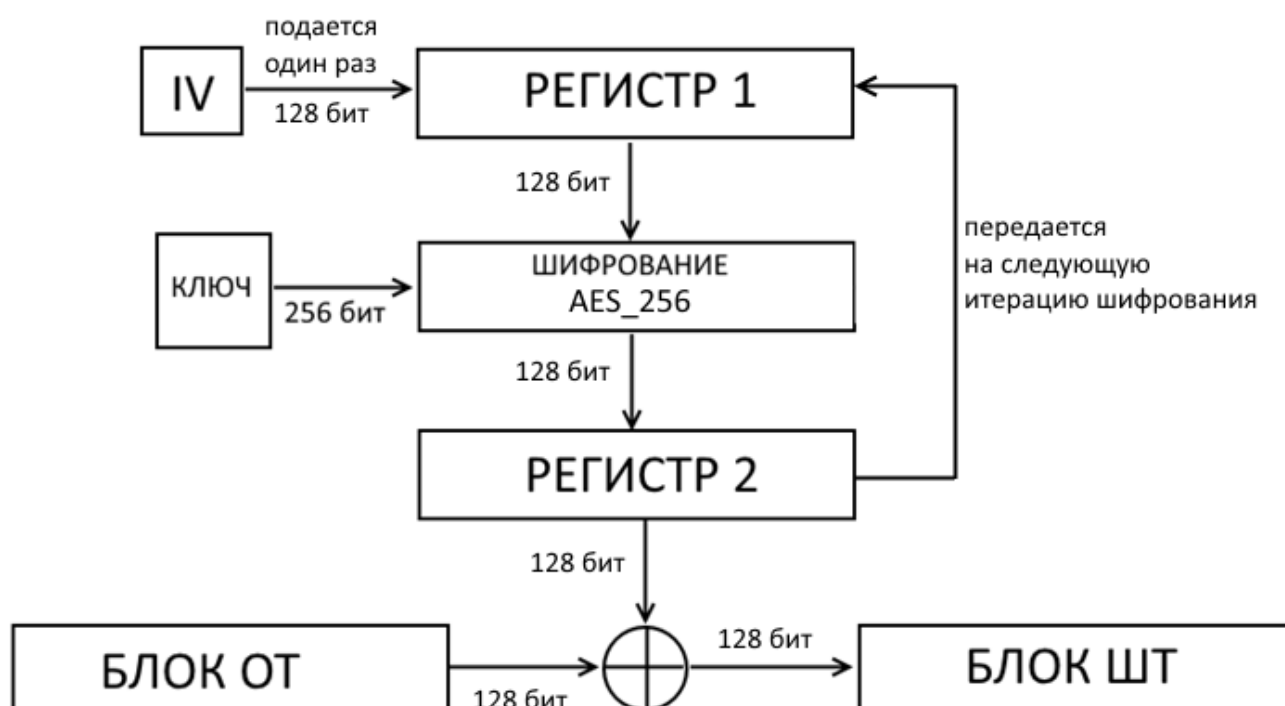 подается
один раз
IV
128 бит
РЕГИСТР 1
128 бит
КЛЮЧ
256 бит
ШИФРОВАНИЕ
AES_256
передается
на следующую
итерацию шифрования
128 бит
РЕГИСТР 2
128 бит
БЛОК ОТ
128 бит
128 бит
БЛОК ШТ